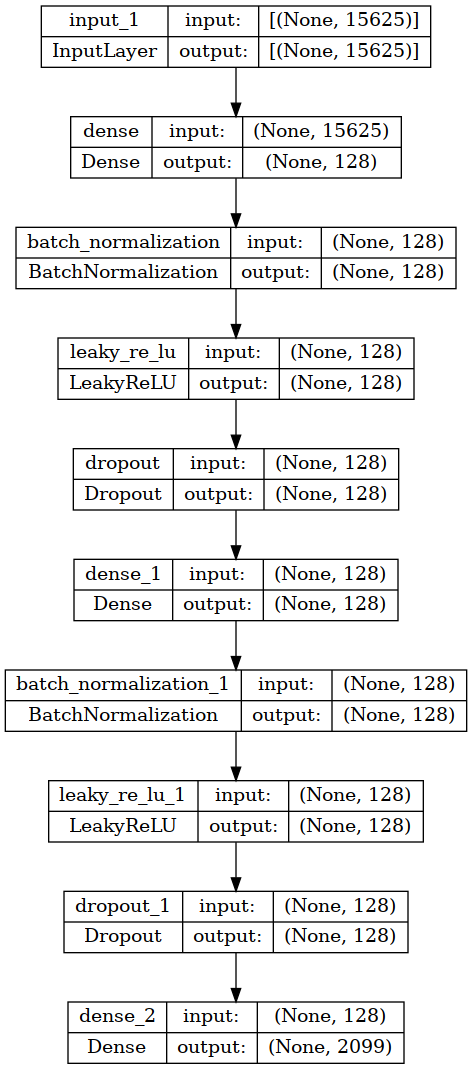 input_1 input: [(None, 15625)]
InputLayer output: [(None, 15625)]
dense input: (None, 15625)
Dense output: (None, 128)
batch_normalization input: (None, 128)
BatchNormalization output: (None, 128)
leaky_re_lu input: (None, 128)
LeakyReLU output: (None, 128)
dropout input: (None, 128)
Dropout output: (None, 128)
dense_1 input: (None, 128)
Dense output: (None, 128)
batch_normalization_1 input: (None, 128)
BatchNormalization output: (None, 128)
leaky_re_lu_1 input: (None, 128)
LeakyReLU output: (None, 128)
dropout_1 input: (None, 128)
Dropout output: (None, 128)
dense_2 input: (None, 128)
Dense output: (None, 2099)